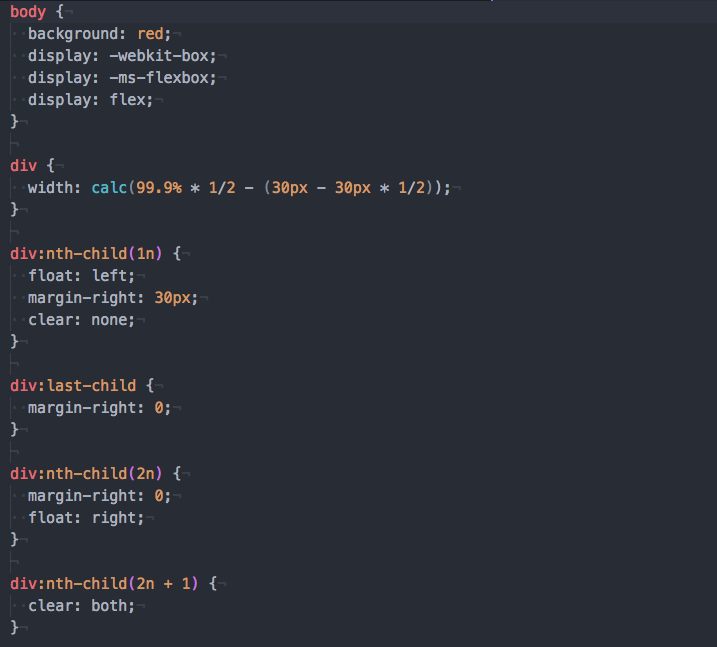 body {
  background: red;
  display: -webkit-box;
  display: -ms-flexbox;
  display: flex;
}

div {
  width: calc(99.9% * 1/2 - (30px - 30px * 1/2));
}

div:nth-child(1n) {
  float: left;
  margin-right: 30px;
  clear: none;
}

div:last-child {
  margin-right: 0;
}

div:nth-child(2n) {
  margin-right: 0;
  float: right;
}

div:nth-child(2n + 1) {
  clear: both;
}